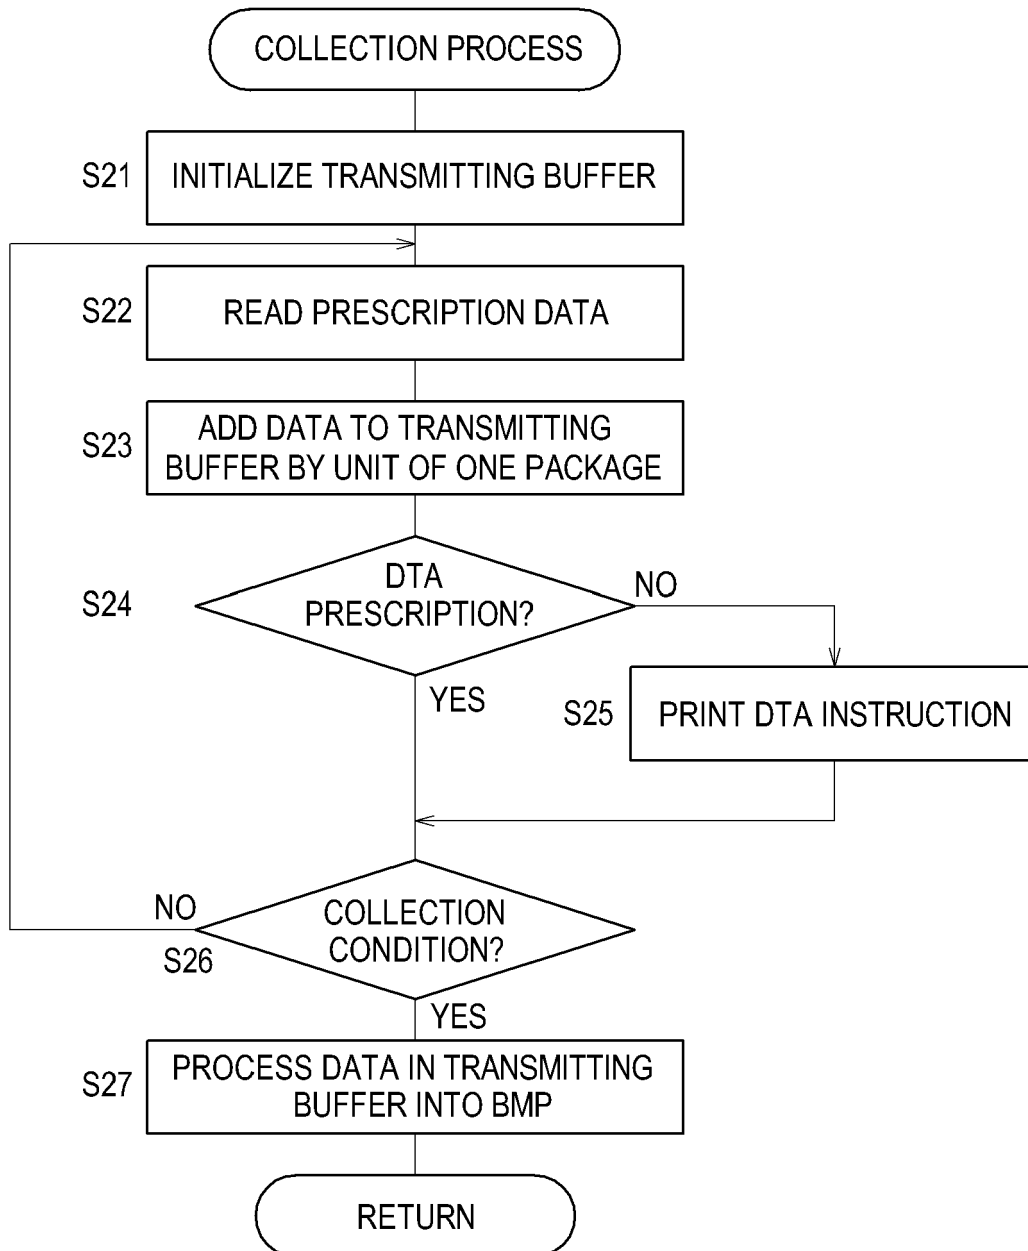 COLLECTION PROCESS
S21
INITIALIZE TRANSMITTING BUFFER
S22
READ PRESCRIPTION DATA
S23
ADD DATA TO TRANSMITTING
BUFFER BY UNIT OF ONE PACKAGE
S24
DTA
PRESCRIPTION?
NO
YES
S25
PRINT DTA INSTRUCTION
NO
S26
COLLECTION
CONDITION?
YES
S27
PROCESS DATA IN TRANSMITTING
BUFFER INTO BMP
RETURN